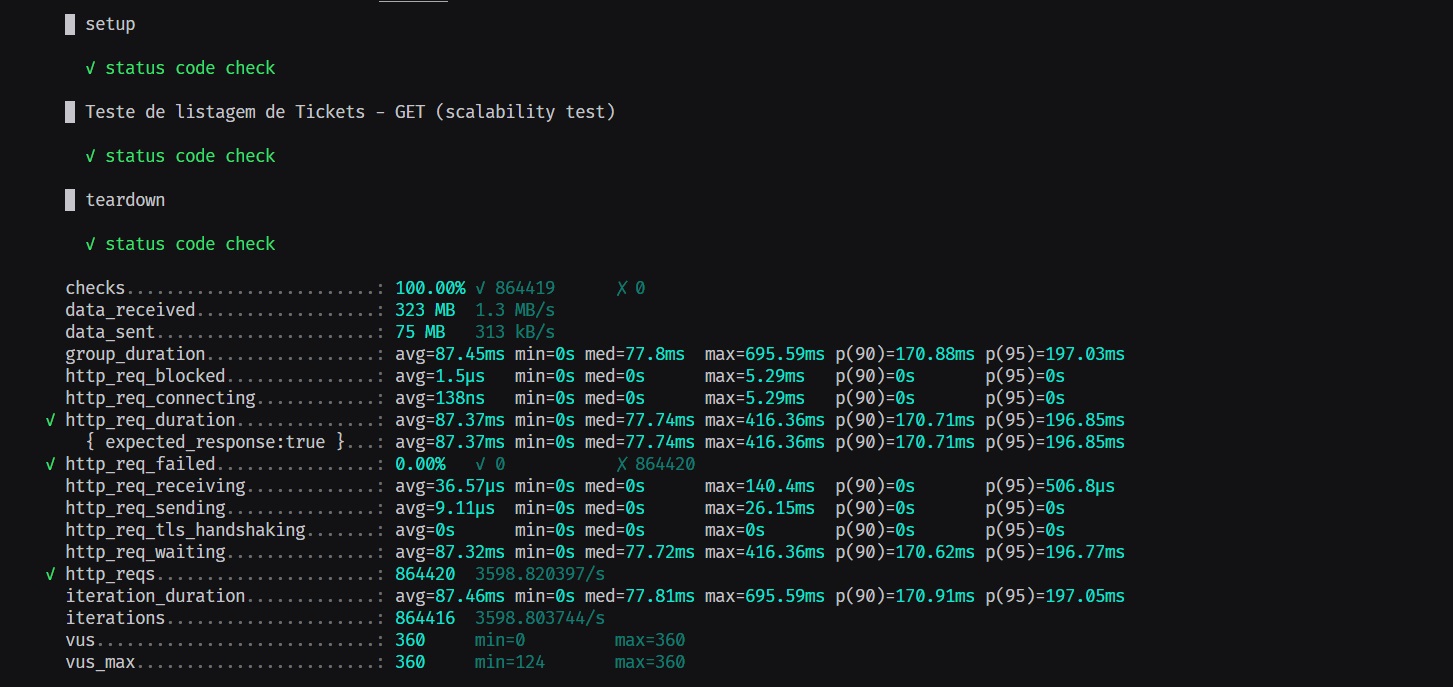 █ setup
✓ status code check
█ Teste de listagem de Tickets - GET (scalability test)
✓ status code check
█ teardown
✓ status code check
checks.........................: 100.00% ✓ 864419 ✗ 0
data_received..................: 323 MB 1.3 MB/s
data_sent......................: 75 MB 313 kB/s
group_duration.................: avg=87.45ms min=0s med=77.8ms max=695.59ms p(90)=170.88ms p(95)=197.03ms
http_req_blocked...............: avg=1.5µs min=0s med=0s max=5.29ms p(90)=0s p(95)=0s
http_req_connecting............: avg=138ns min=0s med=0s max=5.29ms p(90)=0s p(95)=0s
✓ http_req_duration..............: avg=87.37ms min=0s med=77.74ms max=416.36ms p(90)=170.71ms p(95)=196.85ms
{ expected_response:true }...: avg=87.37ms min=0s med=77.74ms max=416.36ms p(90)=170.71ms p(95)=196.85ms
✓ http_req_failed................: 0.00% ✓ 0 ✗ 864420
http_req_receiving.............: avg=36.57µs min=0s med=0s max=140.4ms p(90)=0s p(95)=506.8µs
http_req_sending...............: avg=9.11µs min=0s med=0s max=26.15ms p(90)=0s p(95)=0s
http_req_tls_handshaking.......: avg=0s min=0s med=0s max=0s p(90)=0s p(95)=0s
http_req_waiting...............: avg=87.32ms min=0s med=77.72ms max=416.36ms p(90)=170.62ms p(95)=196.77ms
✓ http_reqs......................: 864420 3598.820397/s
iteration_duration.............: avg=87.46ms min=0s med=77.81ms max=695.59ms p(90)=170.91ms p(95)=197.05ms
iterations.....................: 864416 3598.803744/s
vus............................: 360 min=0 max=360
vus_max........................: 360 min=124 max=360